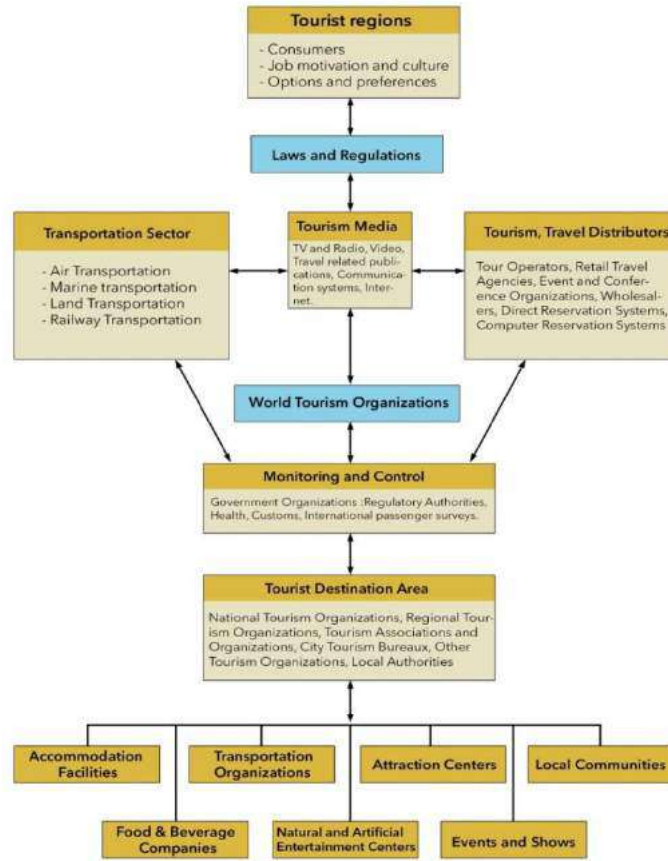 Tourist regions
- Consumers
- Job motivation and culture
- Options and preferences
Laws and Regulations
Transportation Sector
- Air Transportation
- Marine transportation
- Land Transportation
- Railway Transportation
Tourism Media
TV and Radio, Video,
Travel related publi-
cations, Communica-
tion systems, Inter-
net.
Tourism, Travel Distributors
Tour Operators, Retail Travel
Agencies, Event and Confer-
ence Organizations, Wholesal-
ers, Direct Reservation Systems,
Computer Reservation Systems
World Tourism Organizations
Monitoring and Control
Government Organizations :Regulatory Authorities,
Health, Customs, International passenger surveys.
Tourist Destination Area
National Tourism Organizations, Regional Tour-
ism Organizations, Tourism Associations and
Organizations, City Tourism Bureaux, Other
Tourism Organizations, Local Authorities
Accommodation
Facilities
Transportation
Organizations
Attraction Centers
Local Communities
Food & Beverage
Companies
Natural and Artificial
Entertainment Centers
Events and Shows